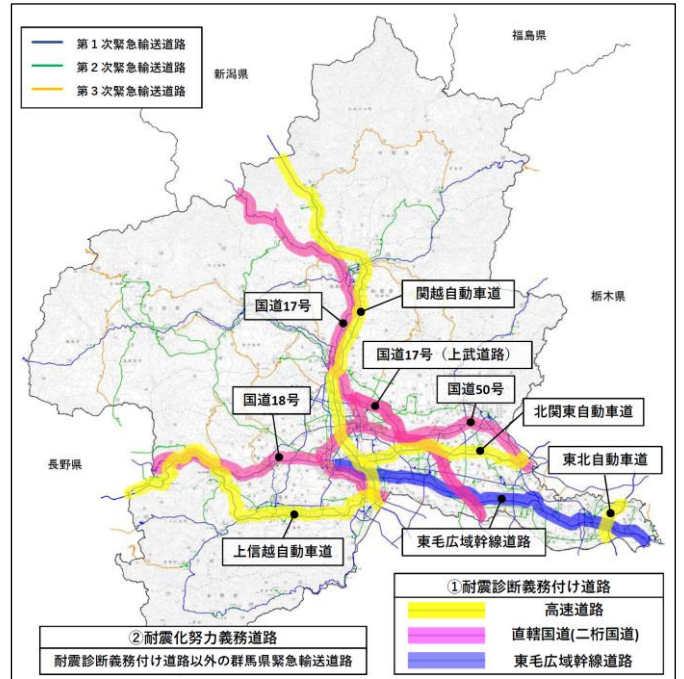 福島県
第1次緊急輸送道路
第2次緊急輸送道路
第3次緊急輸送道路
新潟県
関越自動車道
国道17号
栃木県
国道17号（上武道路）
国道50号
国道18号
北関東自動車道
東北自動車道
長野県
上信越自動車道
東毛広域幹線道路
①耐震診断義務付け道路
高速道路
直轄国道(二桁国道)
東毛広域幹線道路
②耐震化努力義務道路
耐震診断義務付け道路以外の群馬県緊急輸送道路